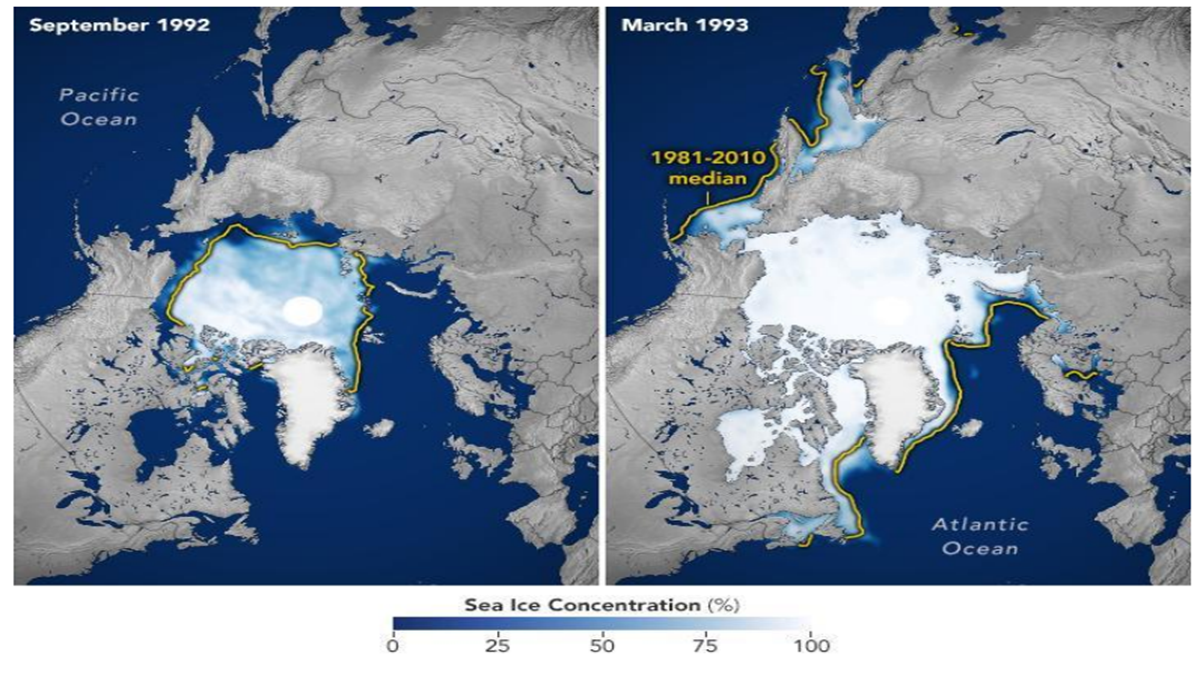 September 1992
Pacific
Ocean
March 1993
1981-2010
median
Atlantic
Ocean
Sea Ice Concentration (%)
0 25 50 75 100